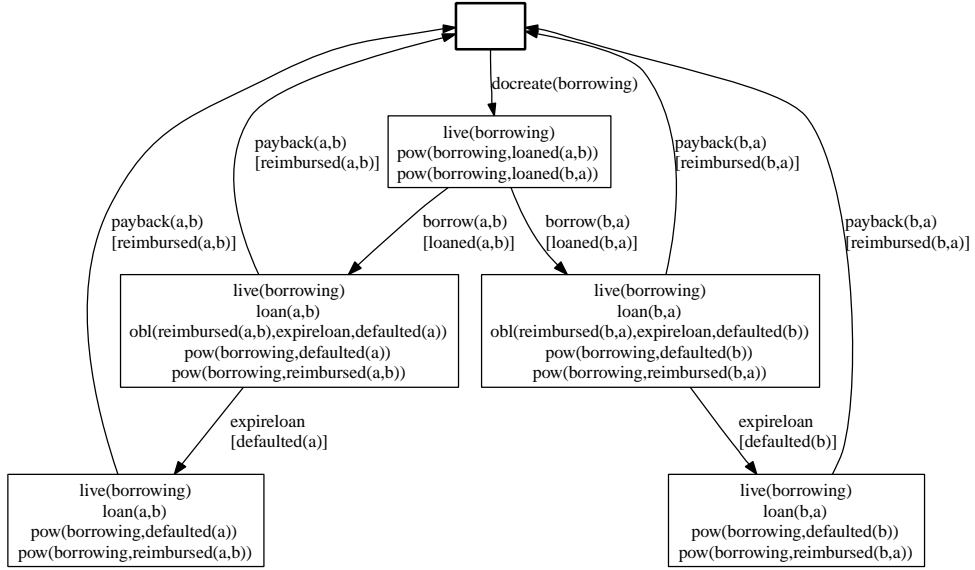 docreate(borrowing)
live(borrowing)
pow(borrowing,loaned(a,b))
pow(borrowing,loaned(b,a))
payback(a,b)
[reimbursed(a,b)]
payback(b,a)
[reimbursed(b,a)]
payback(a,b)
[reimbursed(a,b)]
borrow(a,b)
[loaned(a,b)]
borrow(b,a)
[loaned(b,a)]
payback(b,a)
[reimbursed(b,a)]
live(borrowing)
loan(a,b)
obl(reimbursed(a,b),expireloan,defaulted(a))
pow(borrowing,defaulted(a))
pow(borrowing,reimbursed(a,b))
live(borrowing)
loan(b,a)
obl(reimbursed(b,a),expireloan,defaulted(b))
pow(borrowing,defaulted(b))
pow(borrowing,reimbursed(b,a))
expireloan
[defaulted(a)]
expireloan
[defaulted(b)]
live(borrowing)
loan(a,b)
pow(borrowing,defaulted(a))
pow(borrowing,reimbursed(a,b))
live(borrowing)
loan(b,a)
pow(borrowing,defaulted(b))
pow(borrowing,reimbursed(b,a))